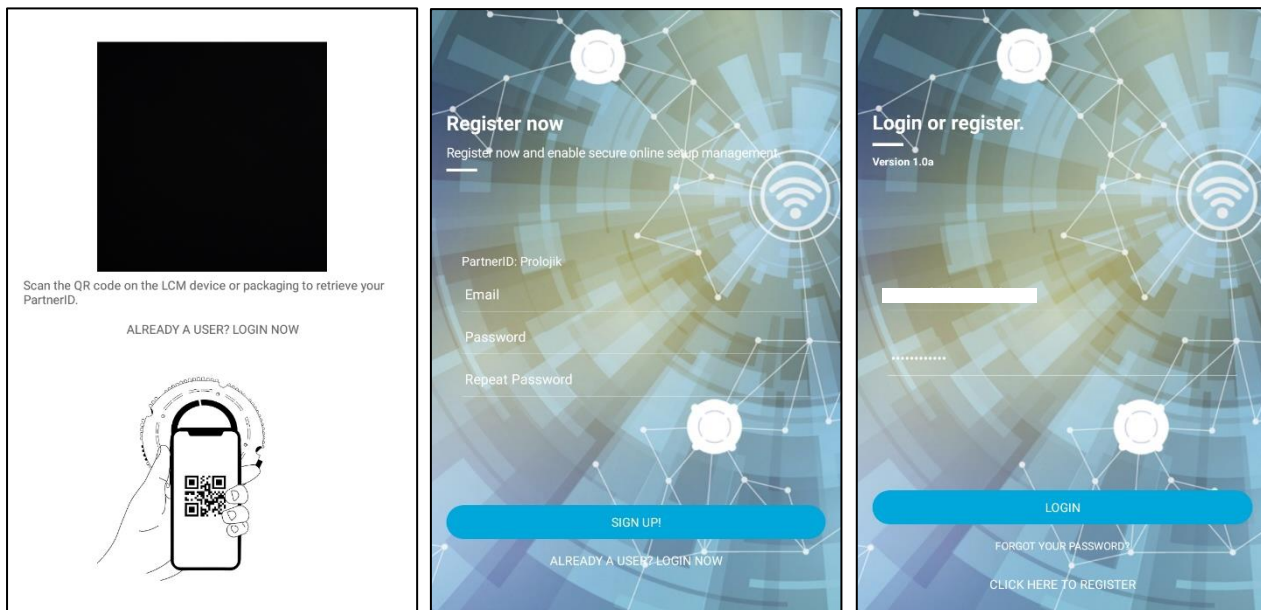 Scan the QR code on the LCM device or packaging to retrieve your
PartnerID.
ALREADY A USER? LOGIN NOW
Register now
Register now and enable secure online setup management.
PartnerID: Prolojik
Email
Password
Repeat Password
SIGN UP!
ALREADY A USER? LOGIN NOW
Login or register.
Version 1.0a
LOGIN
FORGOT YOUR PASSWORD?
CLICK HERE TO REGISTER